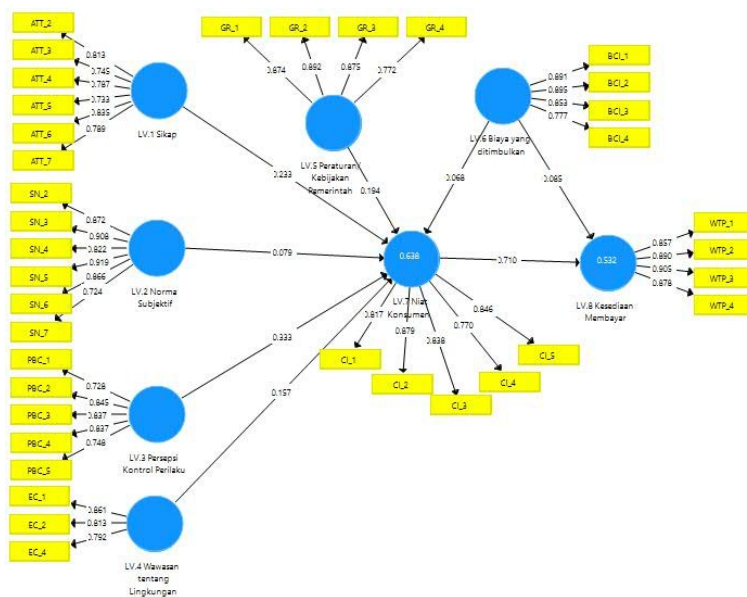 ATT_2
ATT_3
ATT_4
ATT_5
ATT_6
ATT_7
0.813
0.745
0.787
0.733
0.835
0.789
LV.1 Sikap
GR_1
GR_2
GR_3
GR_4
0.874
0.892
0.875
0.772
LV.5 Peraturan/
Kebijakan
Pemerintah
BCI_1
BCI_2
BCI_3
BCI_4
0.891
0.895
0.853
0.777
LV.6 Biaya yang
ditimbulkan
0.233
0.194
0.068
0.085
SN_2
SN_3
SN_4
SN_5
SN_6
SN_7
0.872
0.908
0.822
0.919
0.866
0.724
LV.2 Norma
Subjektif
0.079
0.638
LV.7 Niat
Konsumen
0.710
0.532
LV.8 Kesediaan
Membayar
WTP_1
WTP_2
WTP_3
WTP_4
0.857
0.890
0.905
0.878
0.817
0.879
0.838
0.770
0.846
CI_1
CI_2
CI_3
CI_4
CI_5
PBC_1
PBC_2
PBC_3
PBC_4
PBC_5
0.728
0.845
0.837
0.837
0.748
LV.3 Persepsi
Kontrol Perilaku
0.333
0.157
EC_1
EC_2
EC_4
0.861
0.813
0.792
LV.4 Wawasan
tentang
Lingkungan